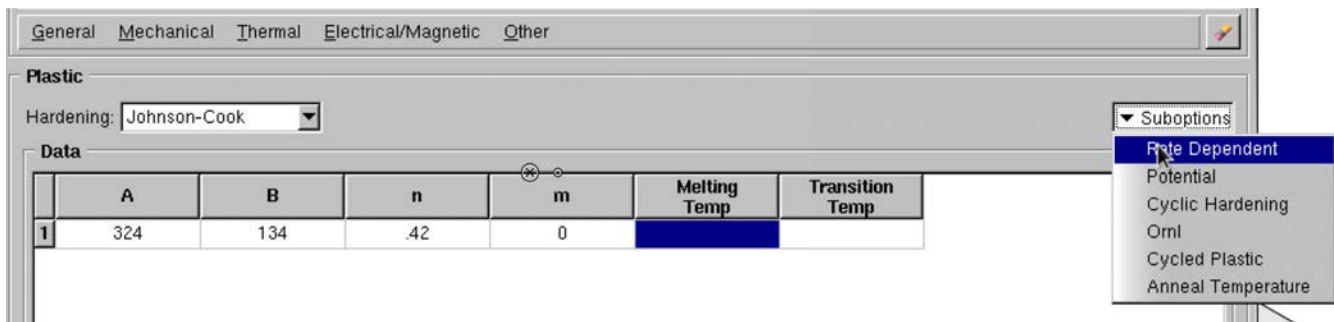 General Mechanical Thermal Electrical/Magnetic Other
Plastic
Hardening: Johnson-Cook
Suboptions
Rate Dependent
Potential
Cyclic Hardening
Ornl
Cycled Plastic
Anneal Temperature
Data
A B n m Melting Temp Transition Temp
1 324 134 .42 0